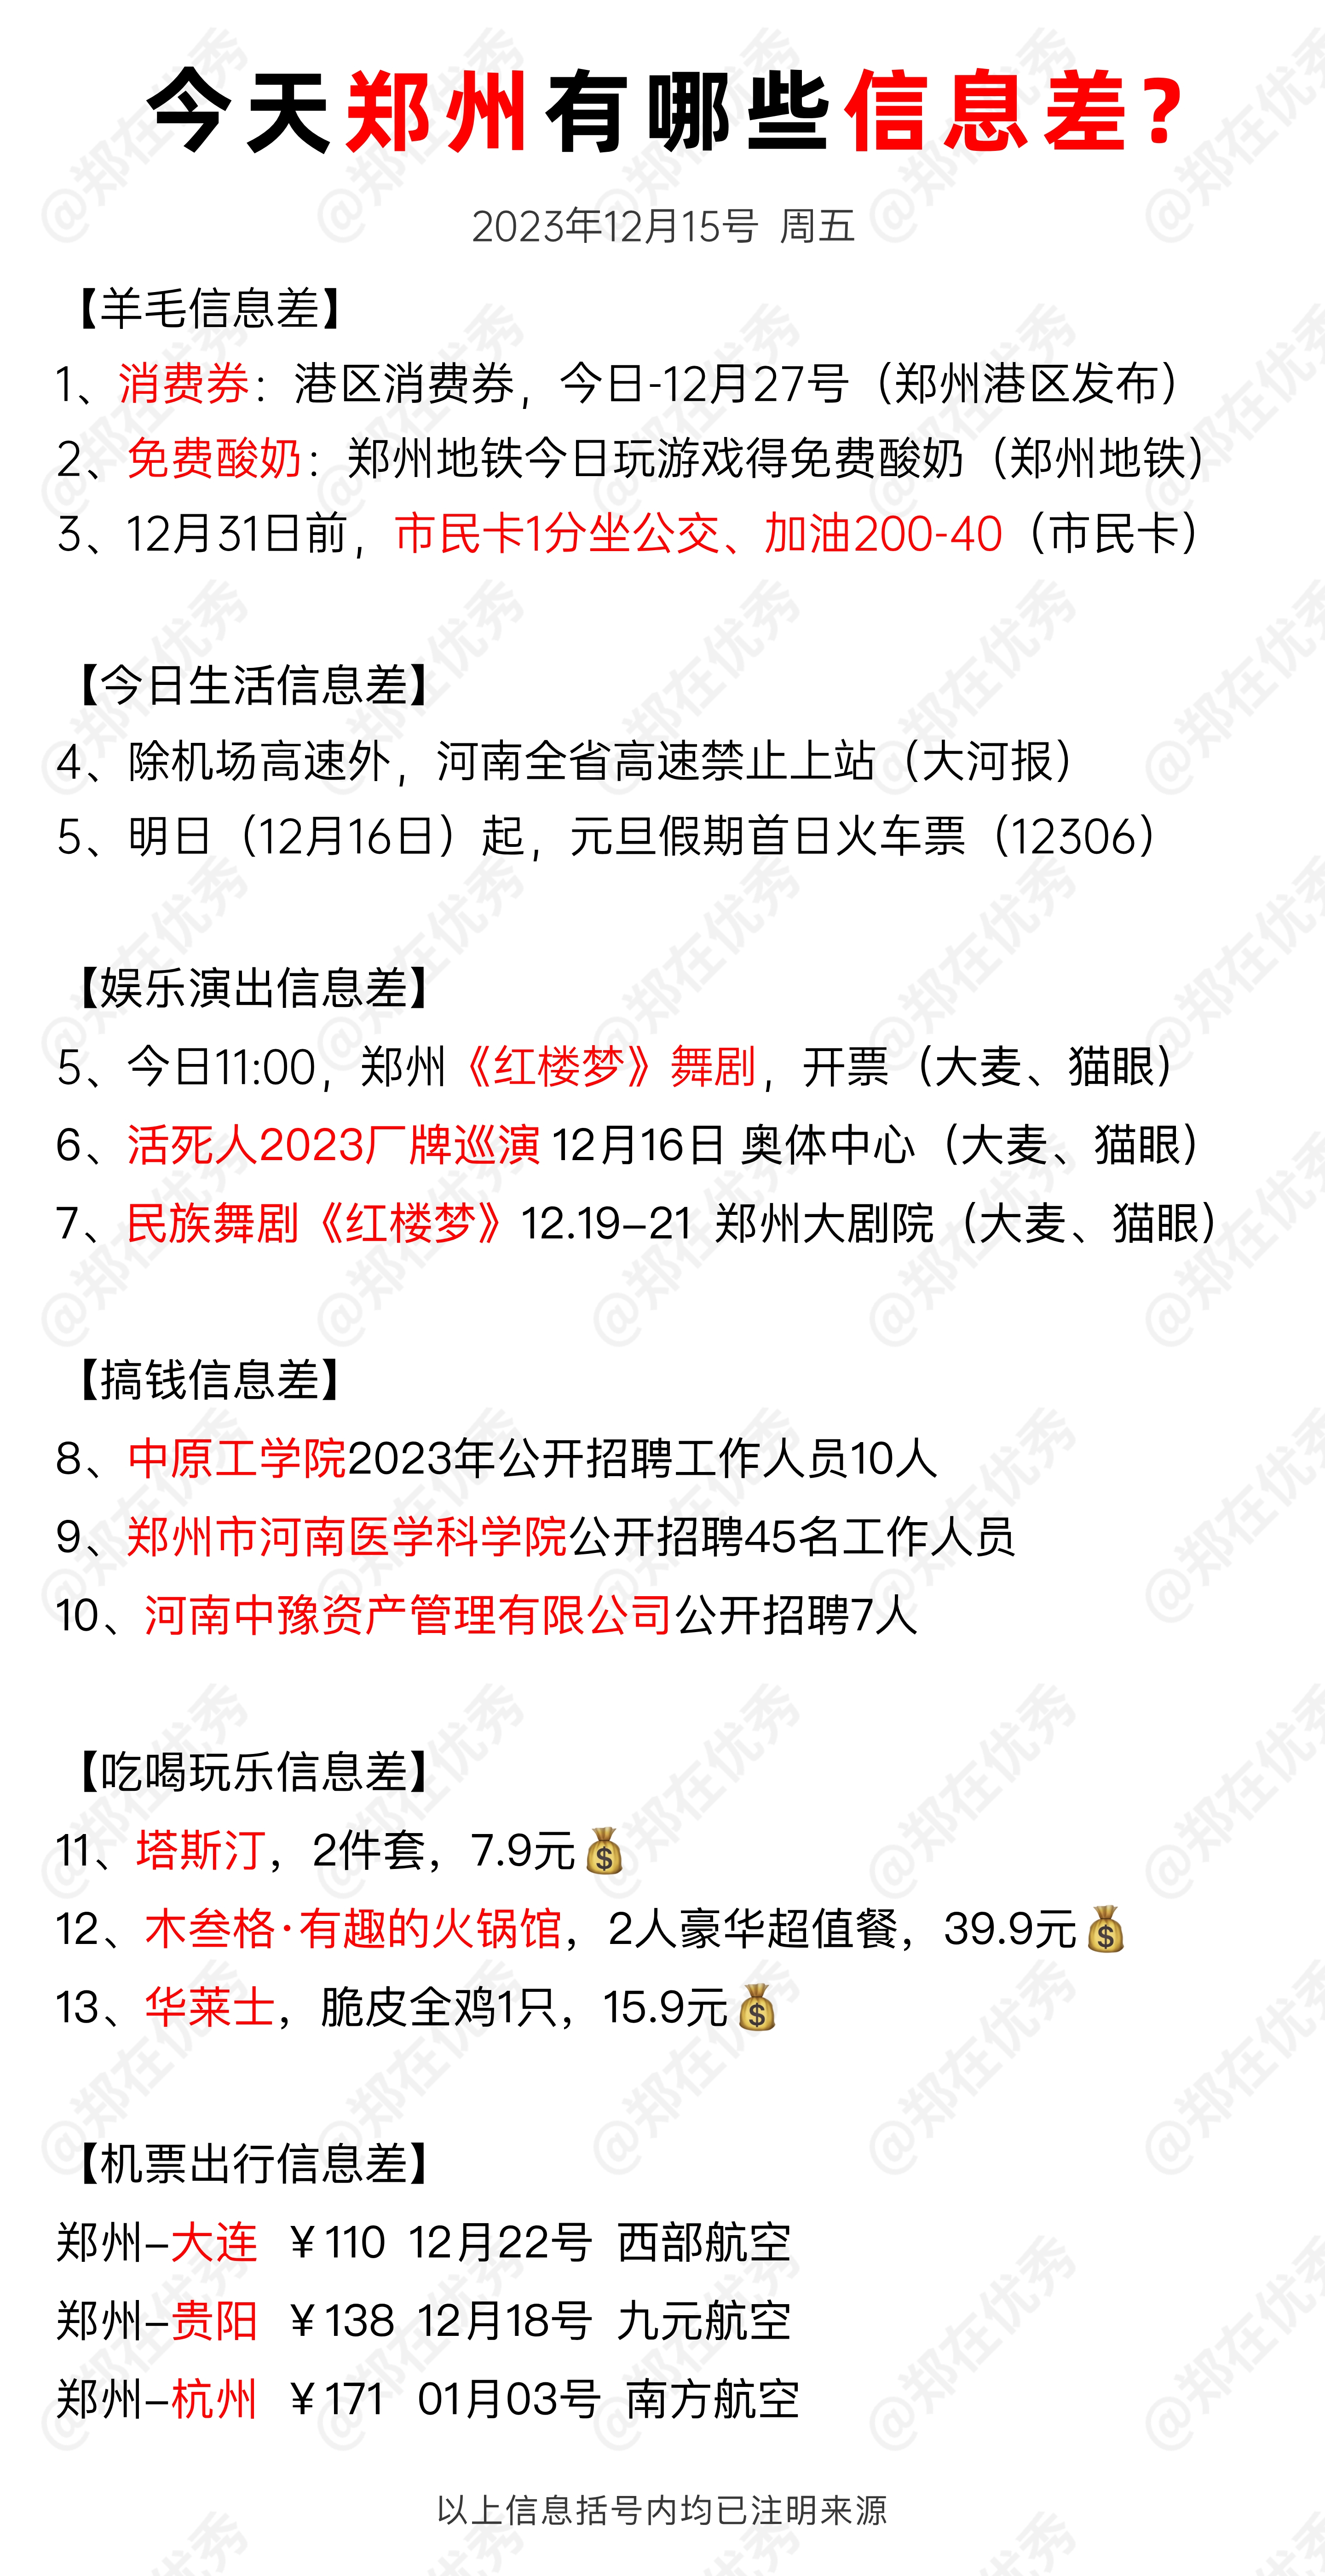 今天郑州有哪些信息差?
2023年12月15号 周五
【羊毛信息差】
1、消费券：港区消费券，今日-12月27号（郑州港区发布）
2、免费酸奶：郑州地铁今日玩游戏得免费酸奶（郑州地铁）
3、12月31日前，市民卡1分坐公交、加油200-40（市民卡）
【今日生活信息差】
4、除机场高速外，河南全省高速禁止上站（大河报）
5、明日（12月16日）起，元旦假期首日火车票（12306）
【娱乐演出信息差】
5、今日11:00，郑州《红楼梦》舞剧，开票（大麦、猫眼）
6、活死人2023厂牌巡演 12月16日 奥体中心（大麦、猫眼）
7、民族舞剧《红楼梦》12.19–21 郑州大剧院（大麦、猫眼）
【搞钱信息差】
8、中原工学院2023年公开招聘工作人员10人
9、郑州市河南医学科学院公开招聘45名工作人员
10、河南中豫资产管理有限公司公开招聘7人
【吃喝玩乐信息差】
11、塔斯汀，2件套，7.9元💰
12、木叁格·有趣的火锅馆，2人豪华超值餐，39.9元💰
13、华莱士，脆皮全鸡1只，15.9元💰
【机票出行信息差】
郑州–大连 ￥110 12月22号 西部航空
郑州–贵阳 ￥138 12月18号 九元航空
郑州–杭州 ￥171 01月03号 南方航空
以上信息括号内均已注明来源
@郑在优秀